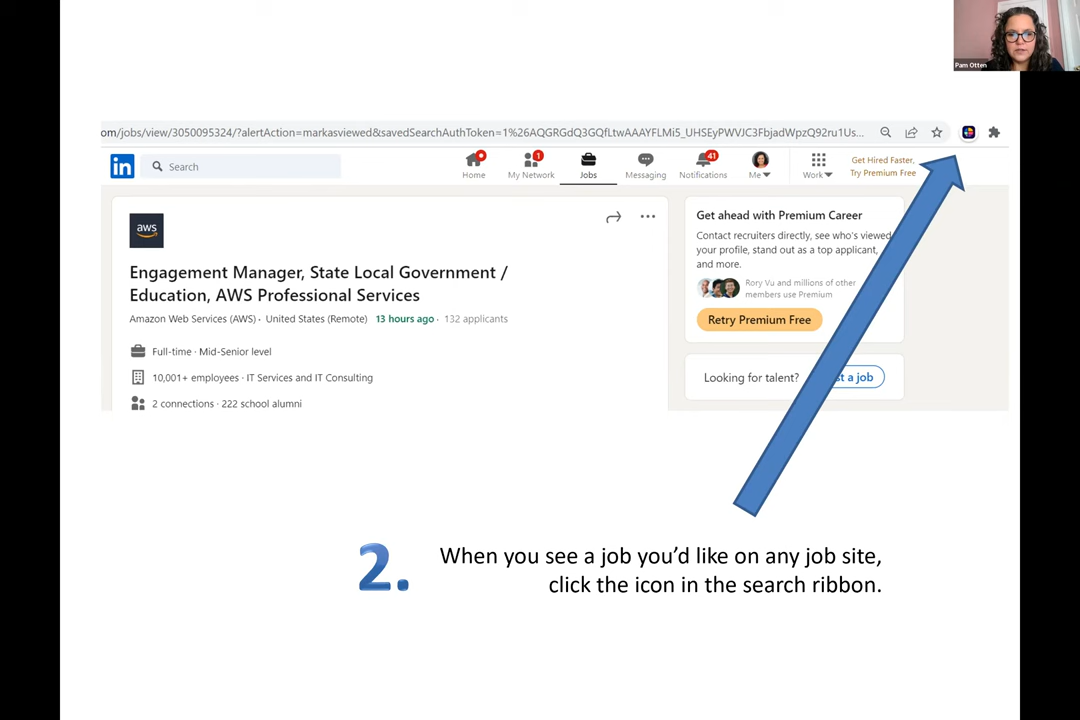 Pam Otten
om/jobs/view/3050095324/?alertAction=markasviewed&savedSearchAuthToken=1%26AQGRGdQ3GQfLtwAAAYFLMi5_UHSEyPWVJC3FbjadWpzQ92ru1Us...
in
Search
Home
My Network
1
Jobs
Messaging
Notifications
41
Me
Work
Get Hired Faster,
Try Premium Free
aws
Engagement Manager, State Local Government /
Education, AWS Professional Services
Amazon Web Services (AWS) · United States (Remote) 13 hours ago · 132 applicants
Full-time · Mid-Senior level
10,001+ employees · IT Services and IT Consulting
2 connections · 222 school alumni
Get ahead with Premium Career
Contact recruiters directly, see who's viewed
your profile, stand out as a top applicant,
and more.
Rory Vu and millions of other
members use Premium
Retry Premium Free
Looking for talent?
t a job
2.
When you see a job you'd like on any job site,
click the icon in the search ribbon.